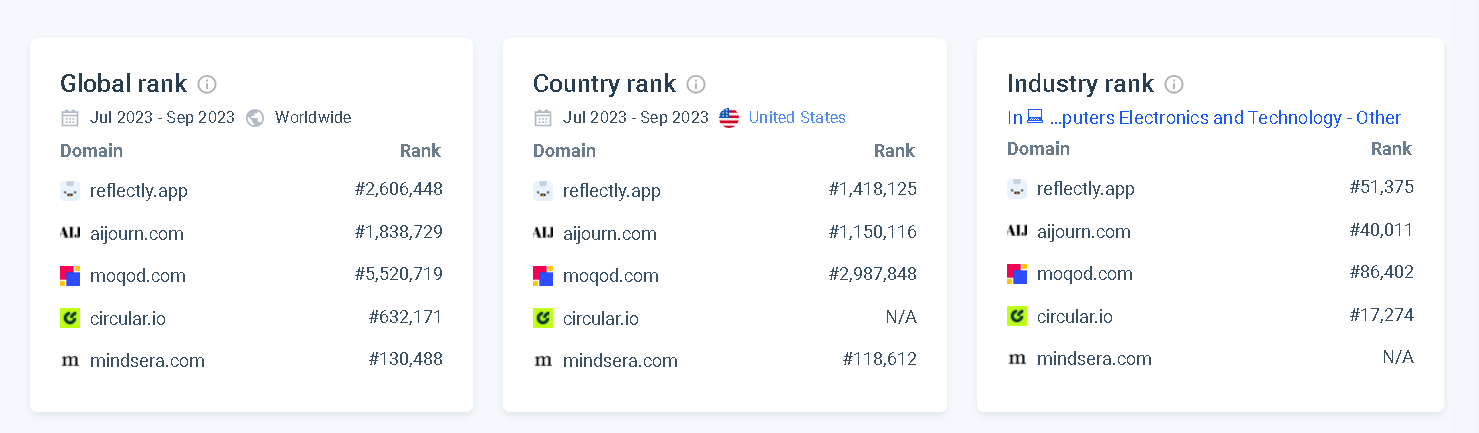 Global rank
Jul 2023 - Sep 2023 Worldwide
Domain Rank
reflectly.app #2,606,448
AIJ aijourn.com #1,838,729
moqod.com #5,520,719
circular.io #632,171
m mindsera.com #130,488
Country rank
Jul 2023 - Sep 2023 United States
Domain Rank
reflectly.app #1,418,125
AIJ aijourn.com #1,150,116
moqod.com #2,987,848
circular.io N/A
m mindsera.com #118,612
Industry rank
In ...puters Electronics and Technology - Other
Domain Rank
reflectly.app #51,375
AIJ aijourn.com #40,011
moqod.com #86,402
circular.io #17,274
m mindsera.com N/A